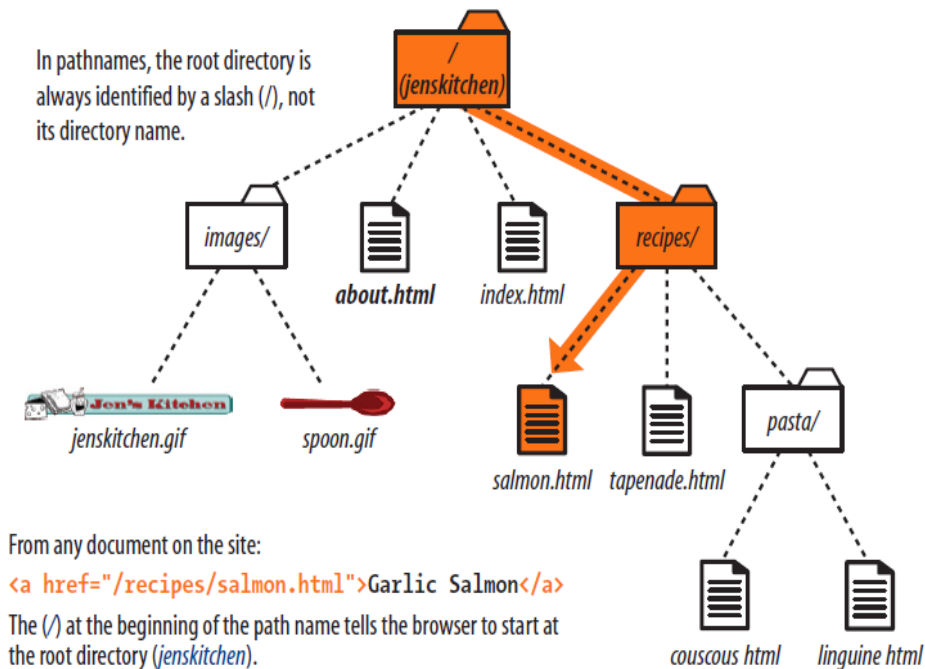 In pathnames, the root directory is
always identified by a slash (/), not
its directory name.
/
(jenskitchen)
images/
about.html
index.html
recipes/
Jen's Kitchen
jenskitchen.gif
spoon.gif
salmon.html
tapenade.html
pasta/
From any document on the site:
<a href="/recipes/salmon.html">Garlic Salmon</a>
The (/) at the beginning of the path name tells the browser to start at
the root directory (jenskitchen).
couscous html
linguine html